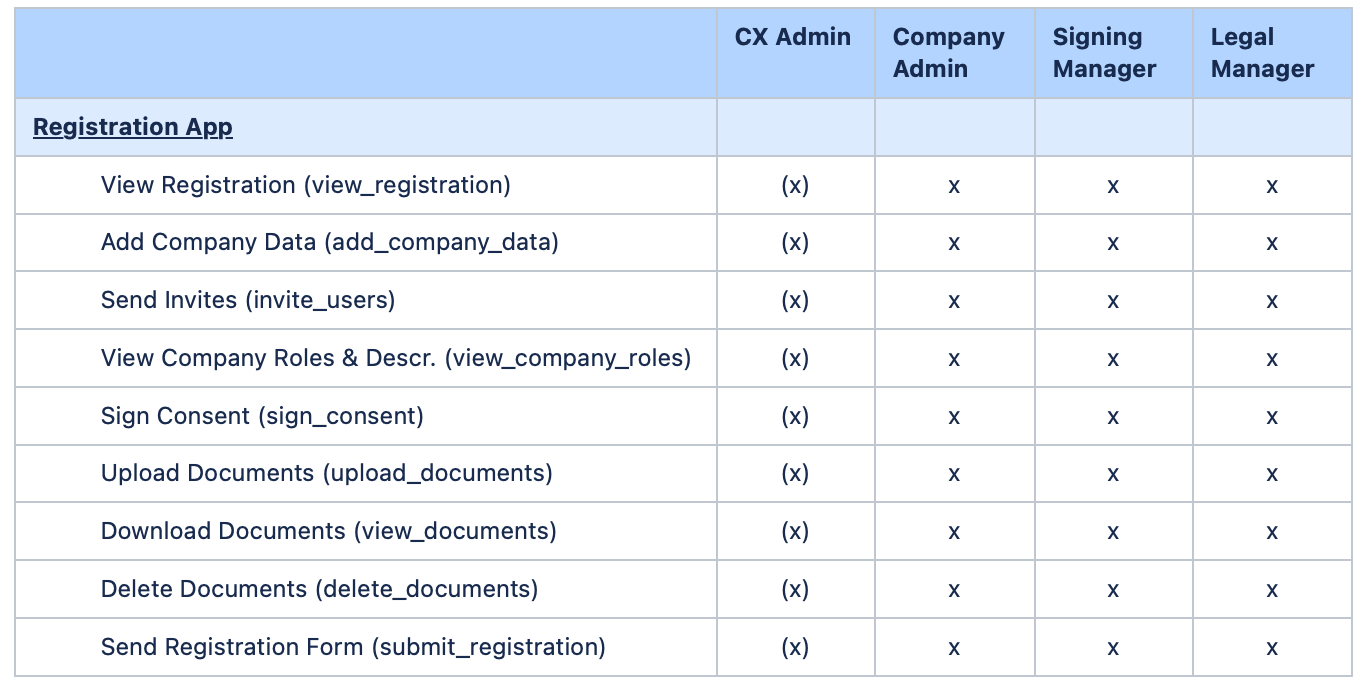 CX Admin Company Admin Signing Manager Legal Manager
Registration App
View Registration (view_registration) (x) x x x
Add Company Data (add_company_data) (x) x x x
Send Invites (invite_users) (x) x x x
View Company Roles & Descr. (view_company_roles) (x) x x x
Sign Consent (sign_consent) (x) x x x
Upload Documents (upload_documents) (x) x x x
Download Documents (view_documents) (x) x x x
Delete Documents (delete_documents) (x) x x x
Send Registration Form (submit_registration) (x) x x x